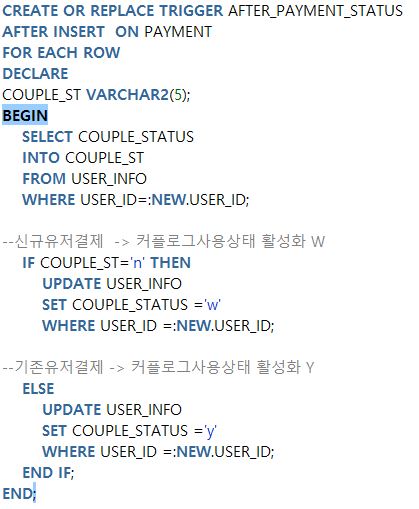 CREATE OR REPLACE TRIGGER AFTER_PAYMENT_STATUS
AFTER INSERT  ON PAYMENT
FOR EACH ROW
DECLARE
COUPLE_ST VARCHAR2(5);
BEGIN
SELECT COUPLE_STATUS
INTO COUPLE_ST
FROM USER_INFO
WHERE USER_ID=:NEW.USER_ID;
--신규유저결제  -> 커플로그사용상태 활성화 W
IF COUPLE_ST='n' THEN
UPDATE USER_INFO
SET COUPLE_STATUS ='w'
WHERE USER_ID =:NEW.USER_ID;
--기존유저결제 -> 커플로그사용상태 활성화 Y
ELSE
UPDATE USER_INFO
SET COUPLE_STATUS ='y'
WHERE USER_ID =:NEW.USER_ID;
END IF;
END;